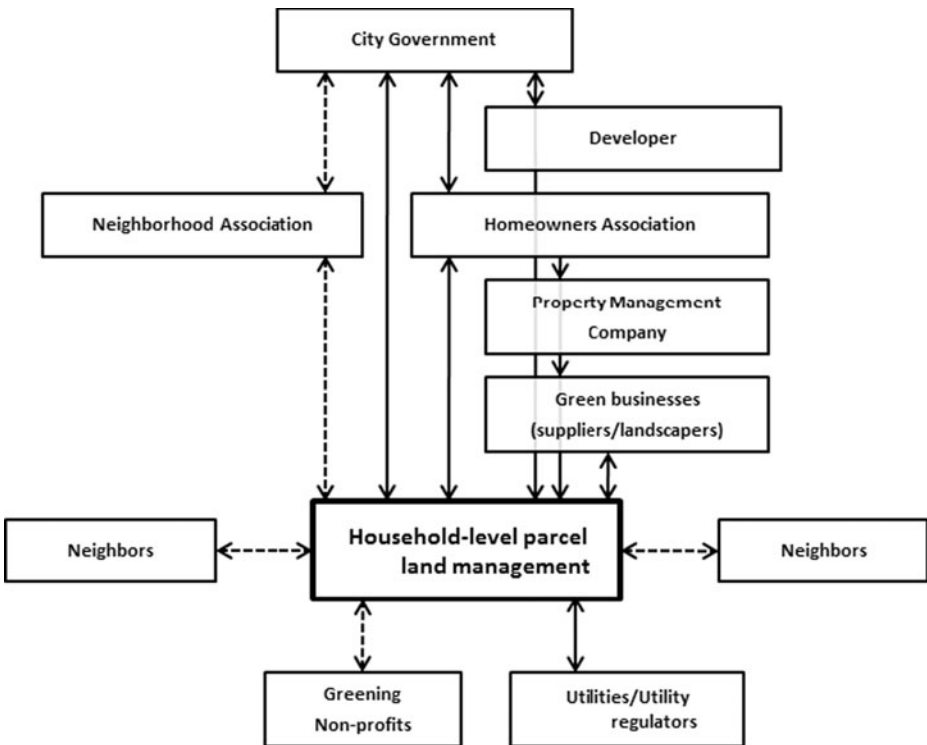 City Government
Developer
Neighborhood Association
Homeowners Association
Property Management
Company
Green businesses
(suppliers/landscapers)
Household-level parcel
land management
Neighbors
Neighbors
Greening
Non-profits
Utilities/Utility
regulators